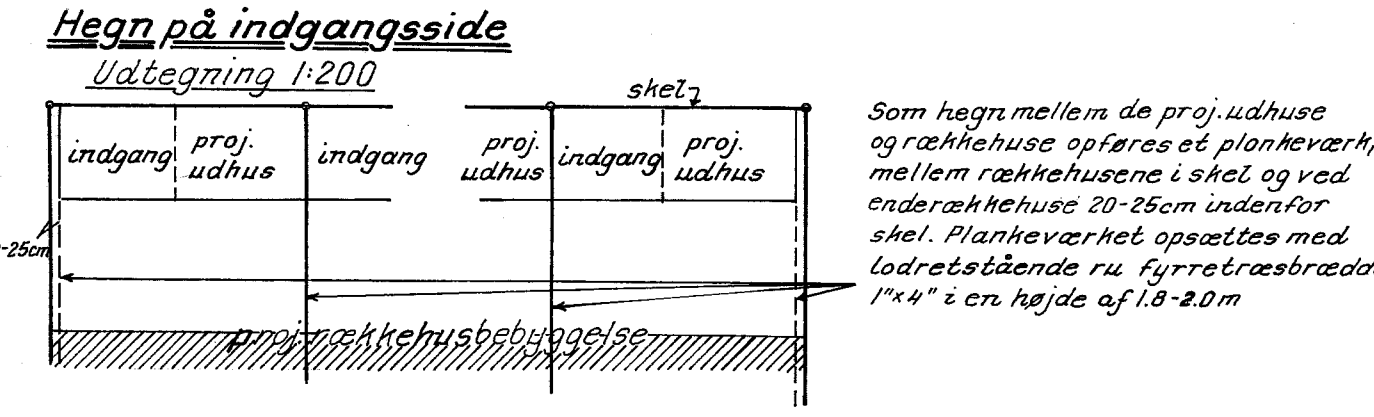 Hegn på indgangsside
Udtegning 1:200
skel
indgang
proj.
udhus
indgang
proj.
udhus
indgang
proj.
udhus
-25cm
proj. rækkehusbebyggelse
Som hegn mellem de proj. udhuse
og rækkehuse opføres et plankeværk,
mellem rækkehusene i skel og ved
enderækkehuse 20-25cm indenfor
skel. Plankeværket opsættes med
lodretstående ru fyrretræsbrædd
1"x4" i en højde af 1.8-2.0m